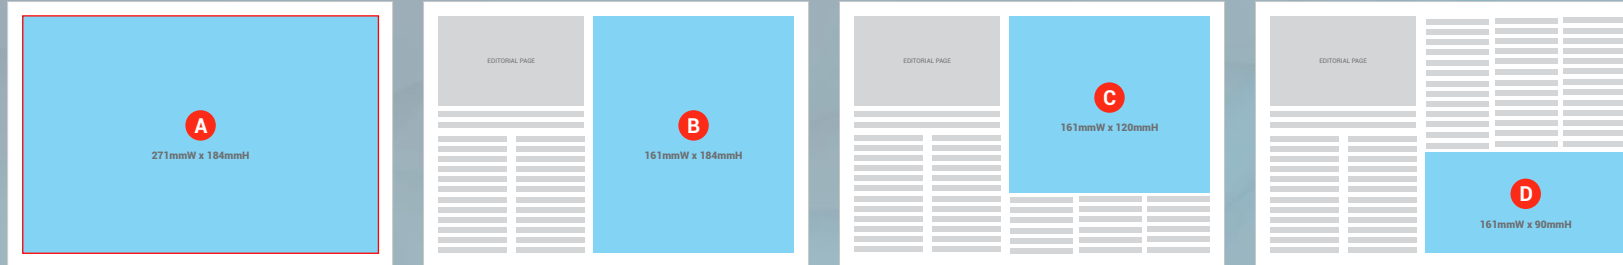 A
271mmW x 184mmH
EDITORIAL PAGE
B
161mmW x 184mmH
EDITORIAL PAGE
C
161mmW x 120mmH
EDITORIAL PAGE
D
161mmW x 90mmH